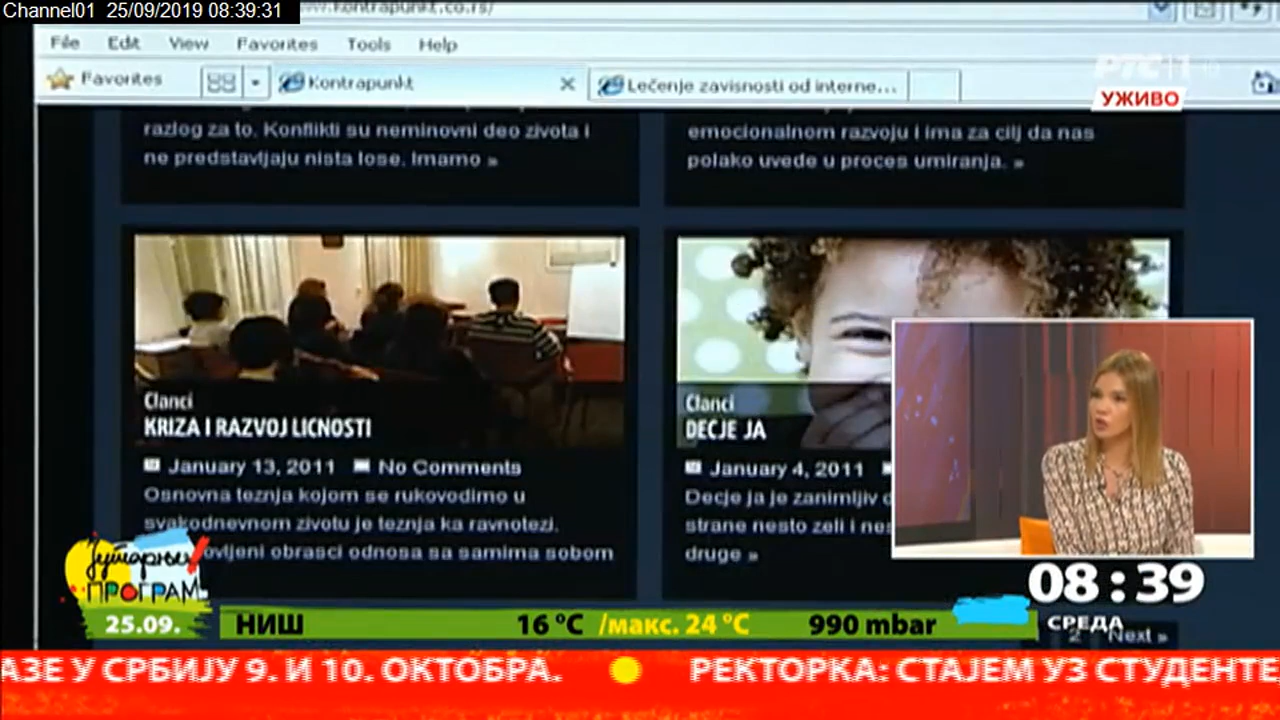 Channel01 25/09/2019 08:39:31
www.kontrapunkt.co.rs/
File Edit View Favorites Tools Help
Favorites
Kontrapunkt
Lečenje zavisnosti od interne...
РТС 1
УЖИВО
razlog za to. Konflikti su neminovni deo zivota i
ne predstavljaju nista lose. Imamo »
emocionalnom razvoju i ima za cilj da nas
polako uvede u proces umiranja. »
Clanci
KRIZA I RAZVOJ LICNOSTI
January 13, 2011 No Comments
Osnovna teznja kojom se rukovodimo u
svakodnevnom zivotu je teznja ka ravnotezi.
ovljeni obrasci odnosa sa samima sobom
Clanci
DECJE JA
January 4, 2011
Decje ja je zanimljiv
strane nesto zeli i
druge »
Јутарњи
ПРОГРАМ
25.09.
НИШ 16 °C /макс. 24 °C 990 mbar
08:39
СРЕДА
2 Next »
АЗЕ У СРБИЈУ 9. И 10. ОКТОБРА. РЕКТОРКА: СТАЈЕМ УЗ СТУДЕНТЕ,